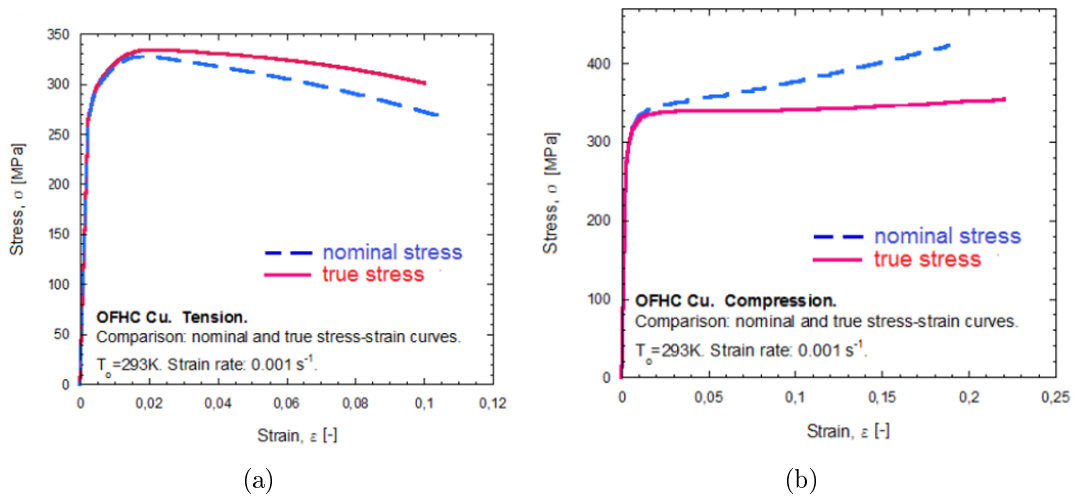 350
300
250
200
150
100
50
0
Stress, σ [MPa]
nominal stress
true stress
OFHC Cu. Tension.
Comparison: nominal and true stress-strain curves.
T_o=293K. Strain rate: 0.001 s⁻¹.
0 0,02 0,04 0,06 0,08 0,1 0,12
Strain, ε [-]
(a)
400
300
200
100
0
Stress, σ [MPa]
nominal stress
true stress
OFHC Cu. Compression.
Comparison: nominal and true stress-strain curves.
T_o=293K. Strain rate: 0.001 s⁻¹.
0 0,05 0,1 0,15 0,2 0,25
Strain, ε [-]
(b)